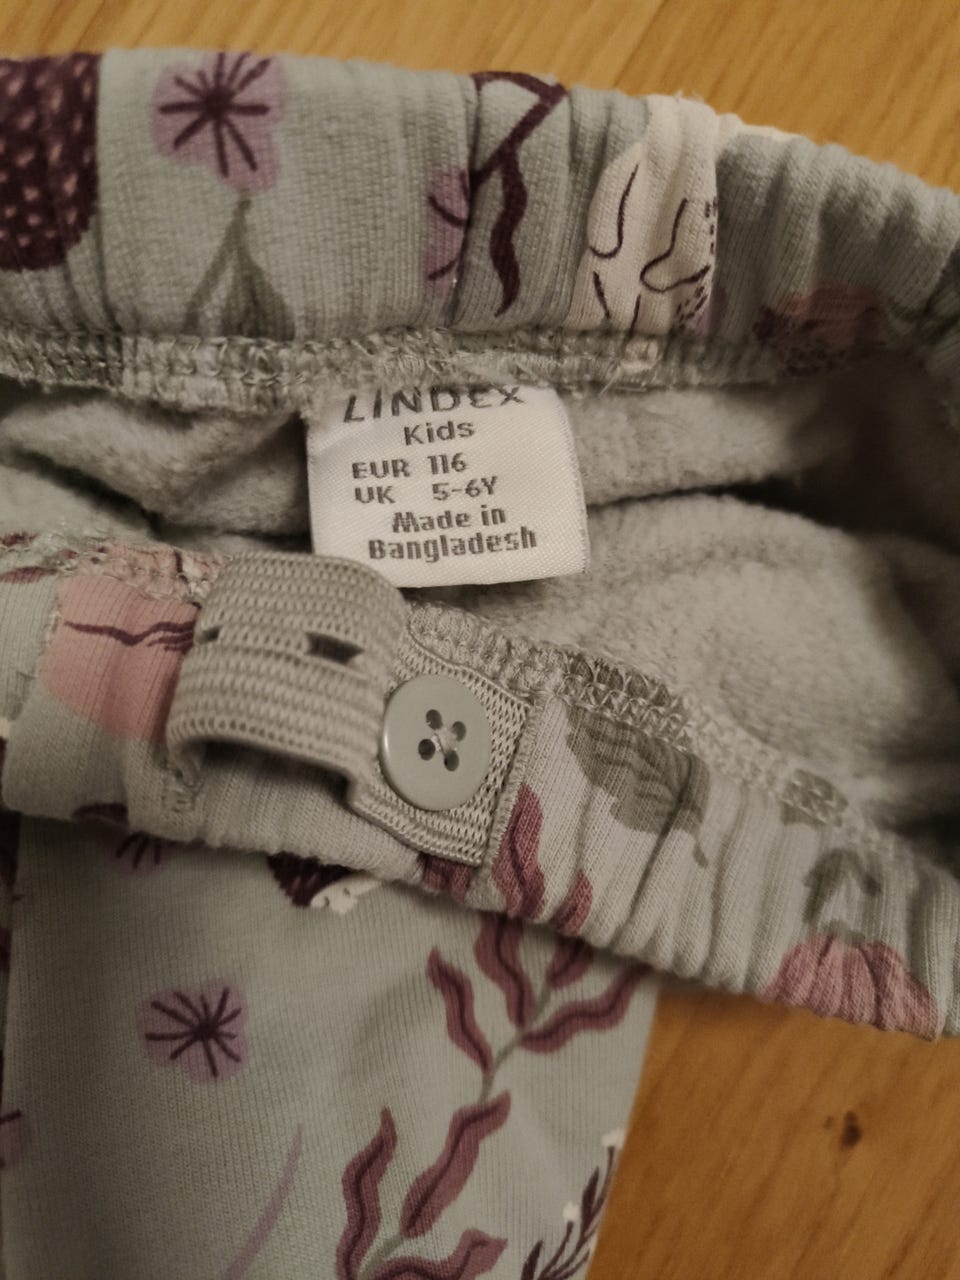 LINDEX
Kids
EUR 116
UK 5-6Y
Made in
Bangladesh